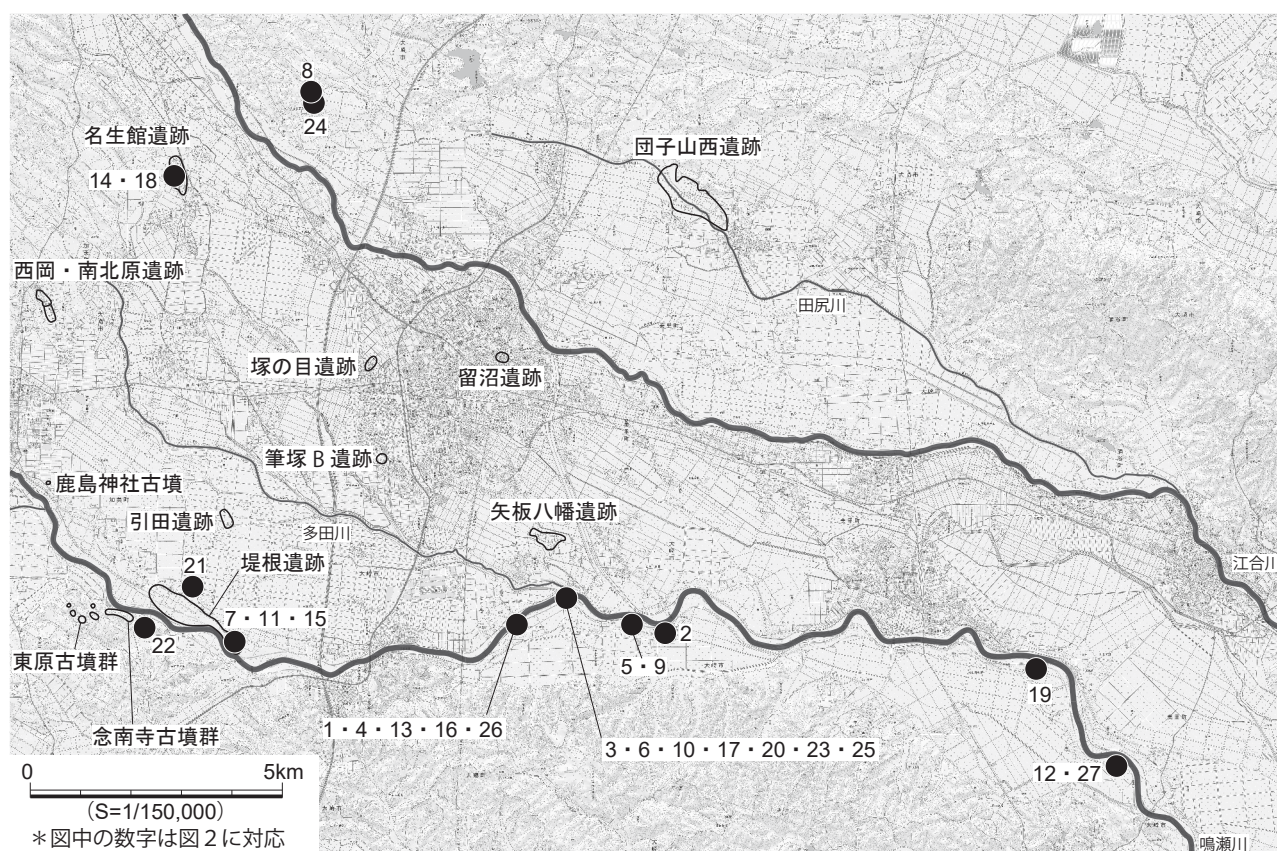 8
24
名生館遺跡
14・18
団子山西遺跡
西岡・南北原遺跡
田尻川
塚の目遺跡
留沼遺跡
筆塚 B 遺跡
鹿島神社古墳
引田遺跡
多田川
矢板八幡遺跡
江合川
21
堤根遺跡
7・11・15
22
5・9
2
東原古墳群
19
念南寺古墳群
1・4・13・16・26
3・6・10・17・20・23・25
12・27
0 5km
(S=1/150,000)
＊図中の数字は図２に対応
鳴瀬川